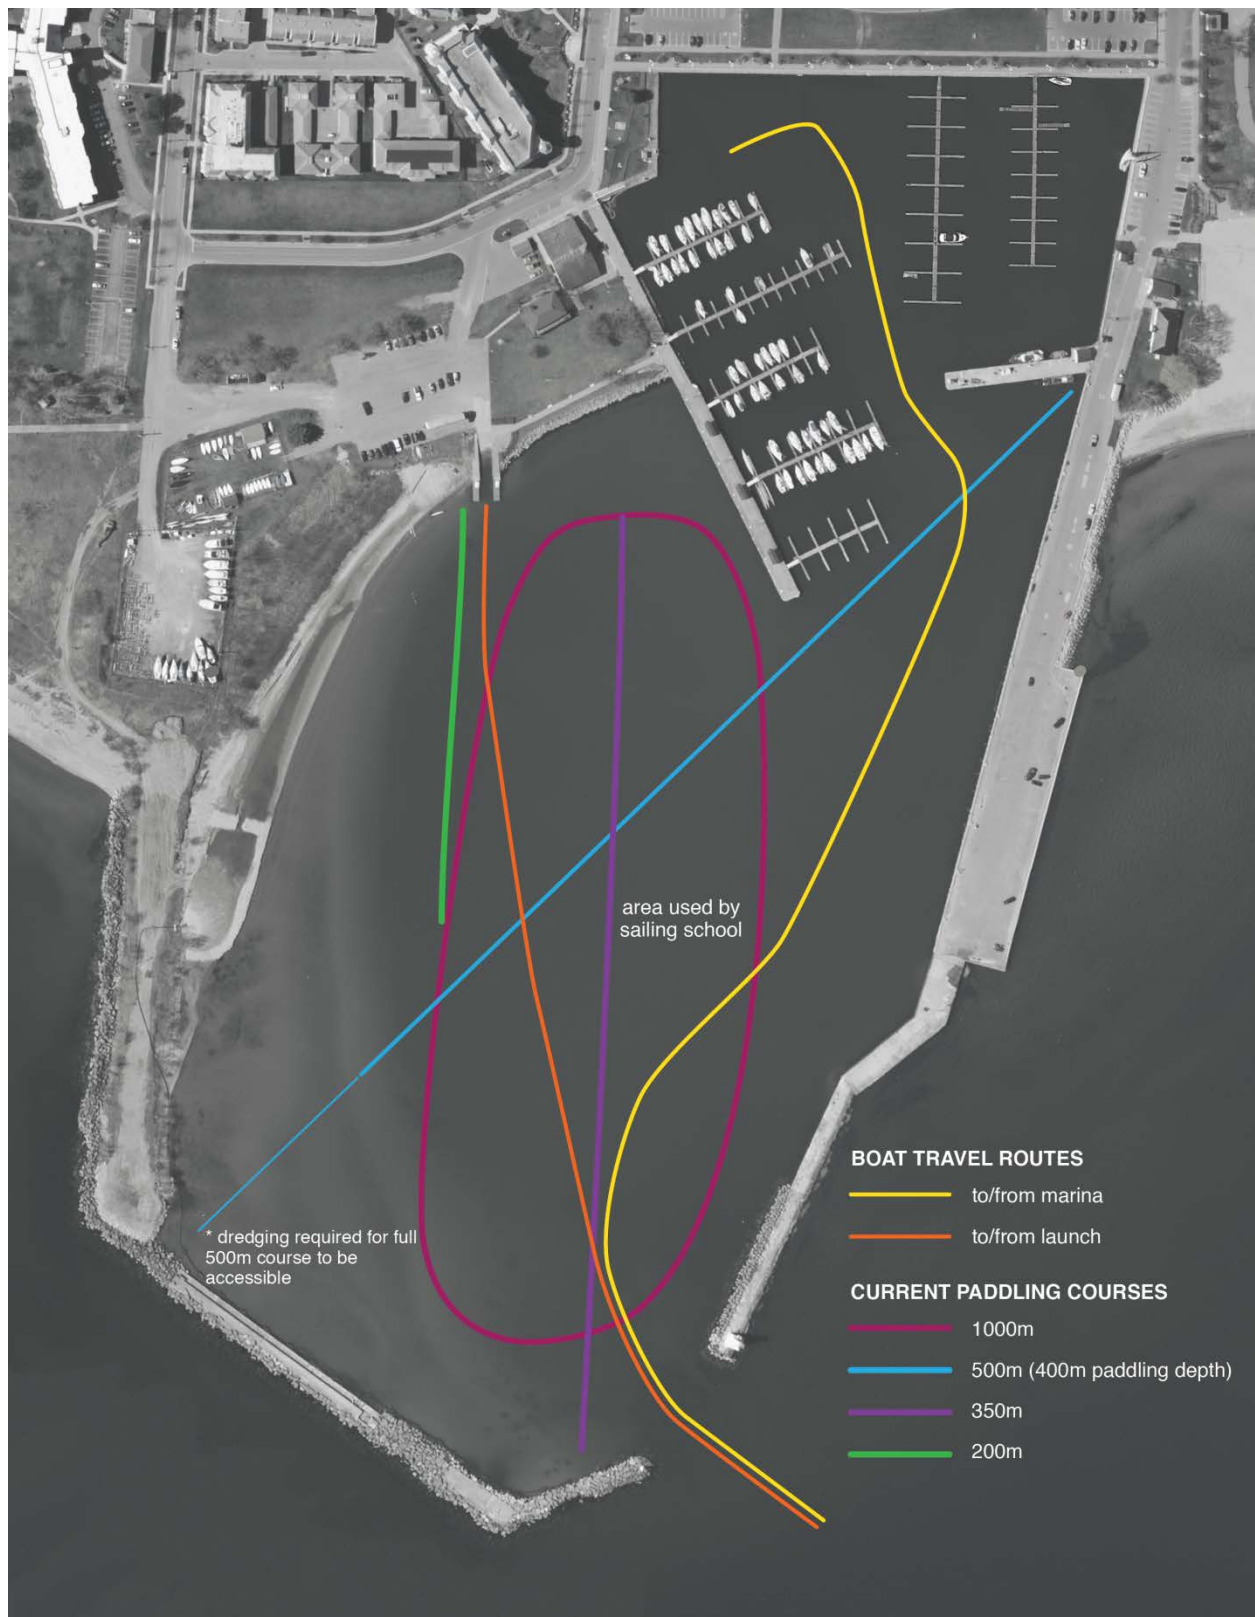 area used by
sailing school
* dredging required for full
500m course to be
accessible
BOAT TRAVEL ROUTES
to/from marina
to/from launch
CURRENT PADDLING COURSES
1000m
500m (400m paddling depth)
350m
200m